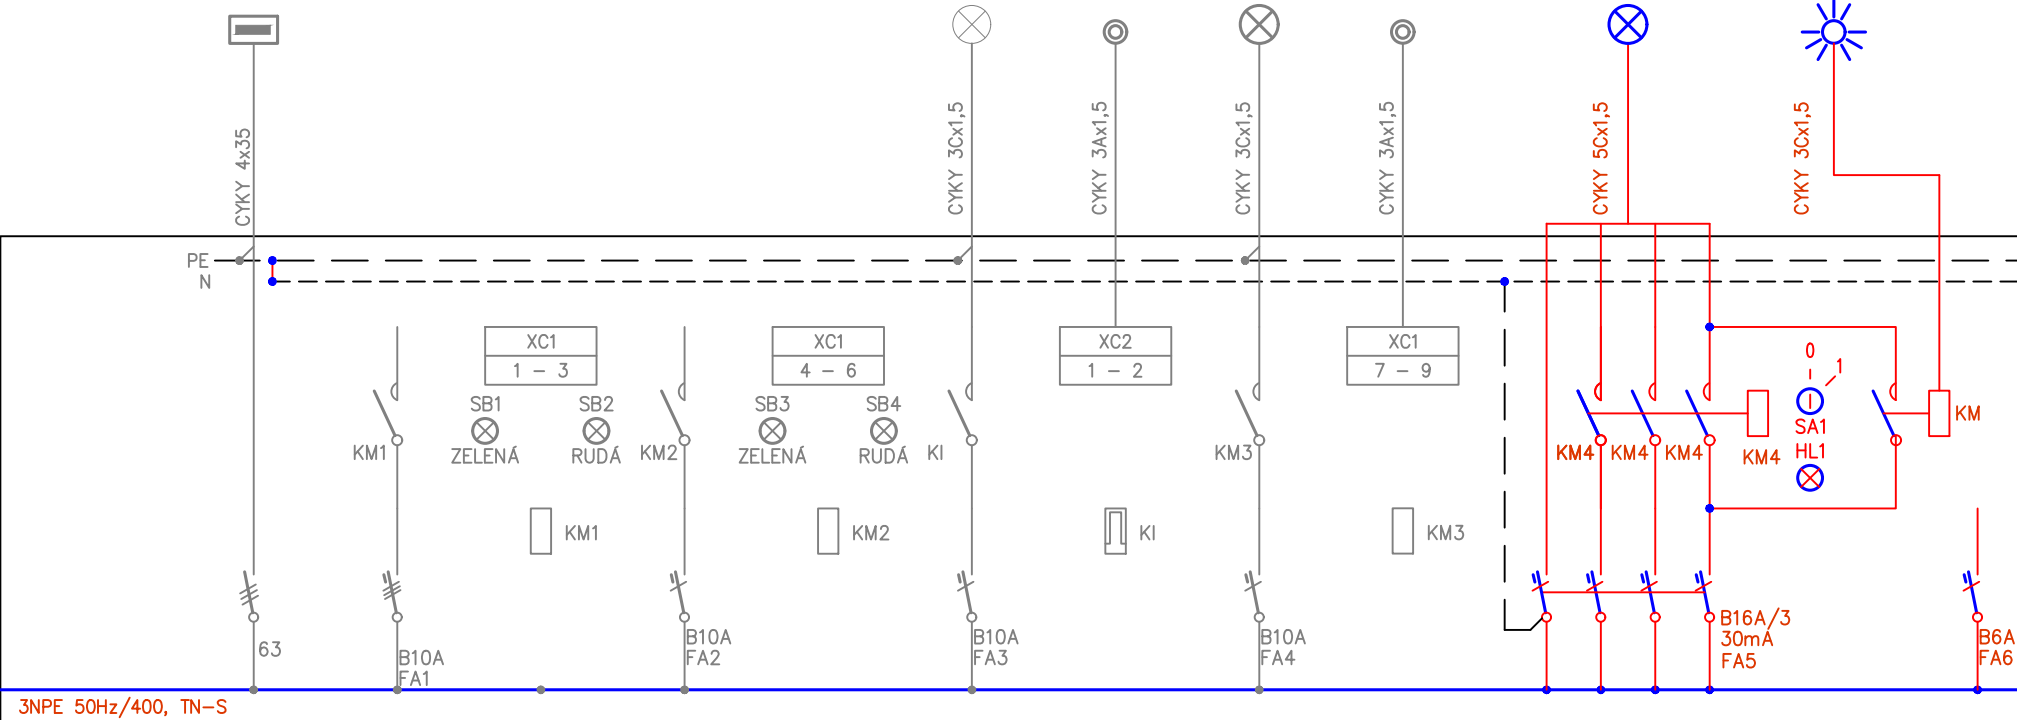 CYKY 4x35
CYKY 3Cx1,5
CYKY 3Ax1,5
CYKY 3Cx1,5
CYKY 3Ax1,5
CYKY 5Cx1,5
CYKY 3Cx1,5
PE
N
XC1
1 – 3
XC1
4 – 6
XC2
1 – 2
XC1
7 – 9
0
1
SB1
SB2
SB3
SB4
SA1
HL1
KM
KM1
ZELENÁ
RUDÁ
KM2
ZELENÁ
RUDÁ
KI
KM3
KM4
KM4
KM4
KM4
KM1
KM2
KI
KM3
63
B10A
FA1
B10A
FA2
B10A
FA3
B10A
FA4
B16A/3
30mA
FA5
B6A
FA6
3NPE 50Hz/400, TN–S